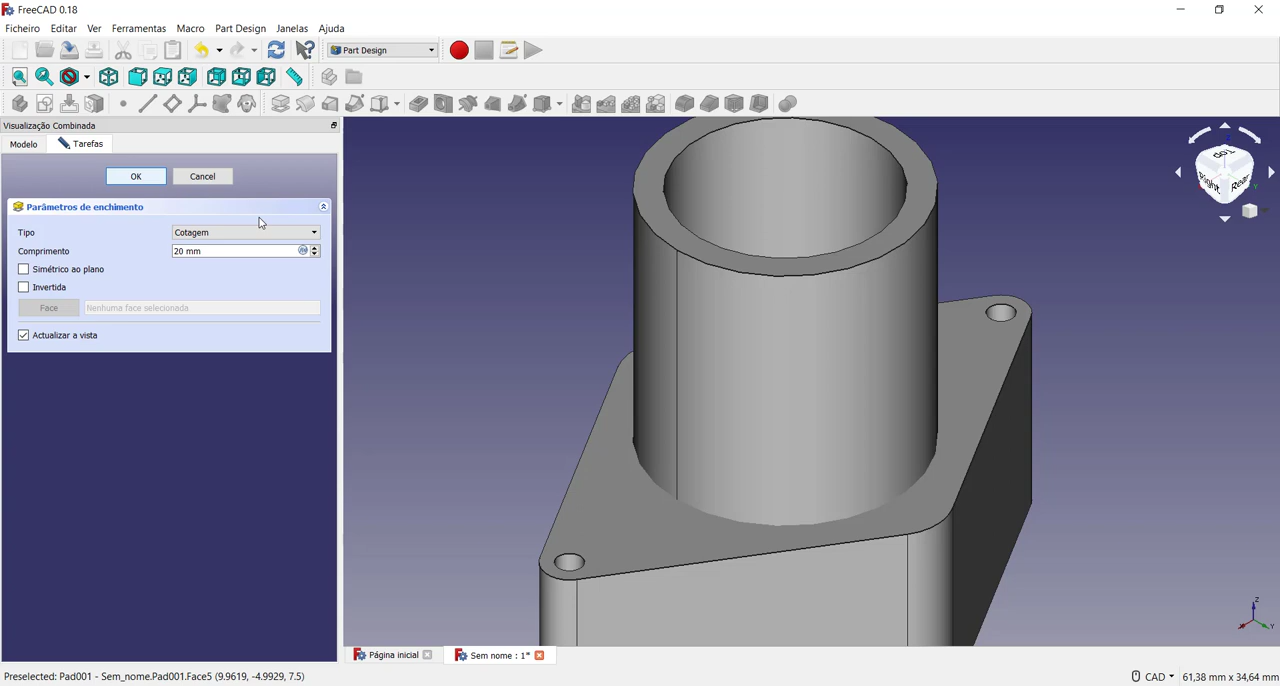 FreeCAD 0.18
Ficheiro Editar Ver Ferramentas Macro Part Design Janelas Ajuda
Part Design
Visualização Combinada
Modelo Tarefas
OK Cancel
Parâmetros de enchimento
Tipo Cotagem
Comprimento 20 mm
Simétrico ao plano
Invertida
Face Nenhuma face selecionada
Actualizar a vista
Top
Right Rear
Z
X Y
Página inicial Sem nome : 1*
Preselected: Pad001 - Sem_nome.Pad001.Face5 (9.9619, -4.9929, 7.5) CAD 61,38 mm x 34,64 mm